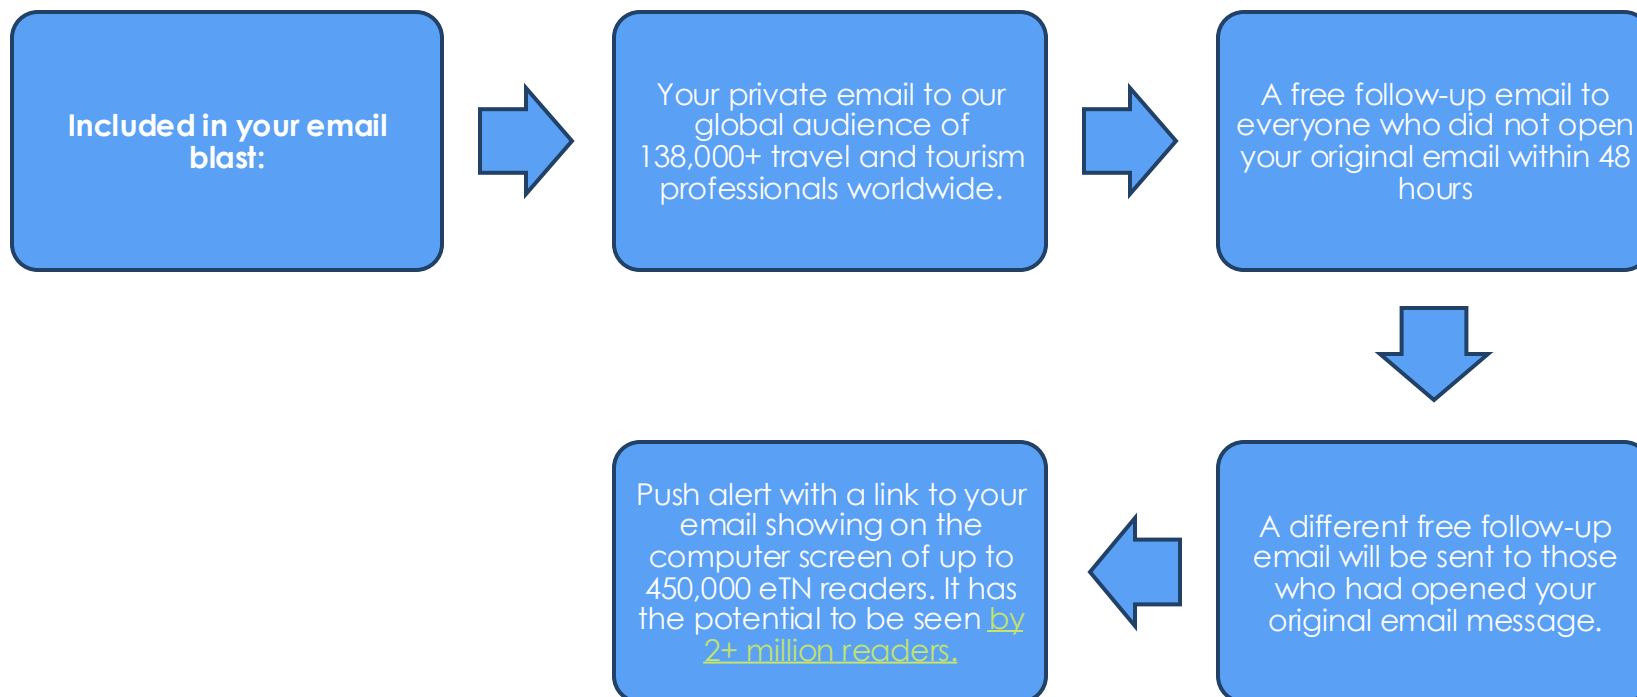 Included in your email
blast:
Your private email to our
global audience of
138,000+ travel and tourism
professionals worldwide.
A free follow-up email to
everyone who did not open
your original email within 48
hours
A different free follow-up
email will be sent to those
who had opened your
original email message.
Push alert with a link to your
email showing on the
computer screen of up to
450,000 eTN readers. It has
the potential to be seen by
2+ million readers.